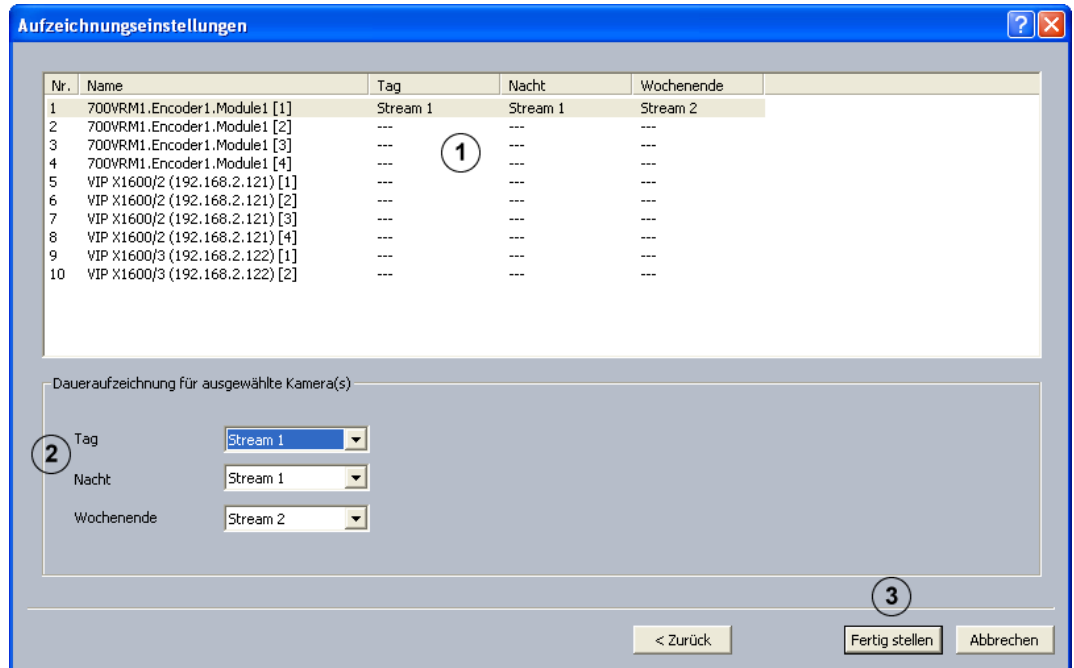 Aufzeichnungseinstellungen
Nr. Name Tag Nacht Wochenende
1 700VRM1.Encoder1.Module1 [1] Stream 1 Stream 1 Stream 2
2 700VRM1.Encoder1.Module1 [2] --- --- ---
3 700VRM1.Encoder1.Module1 [3] --- --- ---
4 700VRM1.Encoder1.Module1 [4] --- --- ---
5 VIP X1600/2 (192.168.2.121) [1] --- --- ---
6 VIP X1600/2 (192.168.2.121) [2] --- --- ---
7 VIP X1600/2 (192.168.2.121) [3] --- --- ---
8 VIP X1600/2 (192.168.2.121) [4] --- --- ---
9 VIP X1600/3 (192.168.2.122) [1] --- --- ---
10 VIP X1600/3 (192.168.2.122) [2] --- --- ---
1
Daueraufzeichnung für ausgewählte Kamera(s)
2
Tag Stream 1
Nacht Stream 1
Wochenende Stream 2
3
< Zurück Fertig stellen Abbrechen